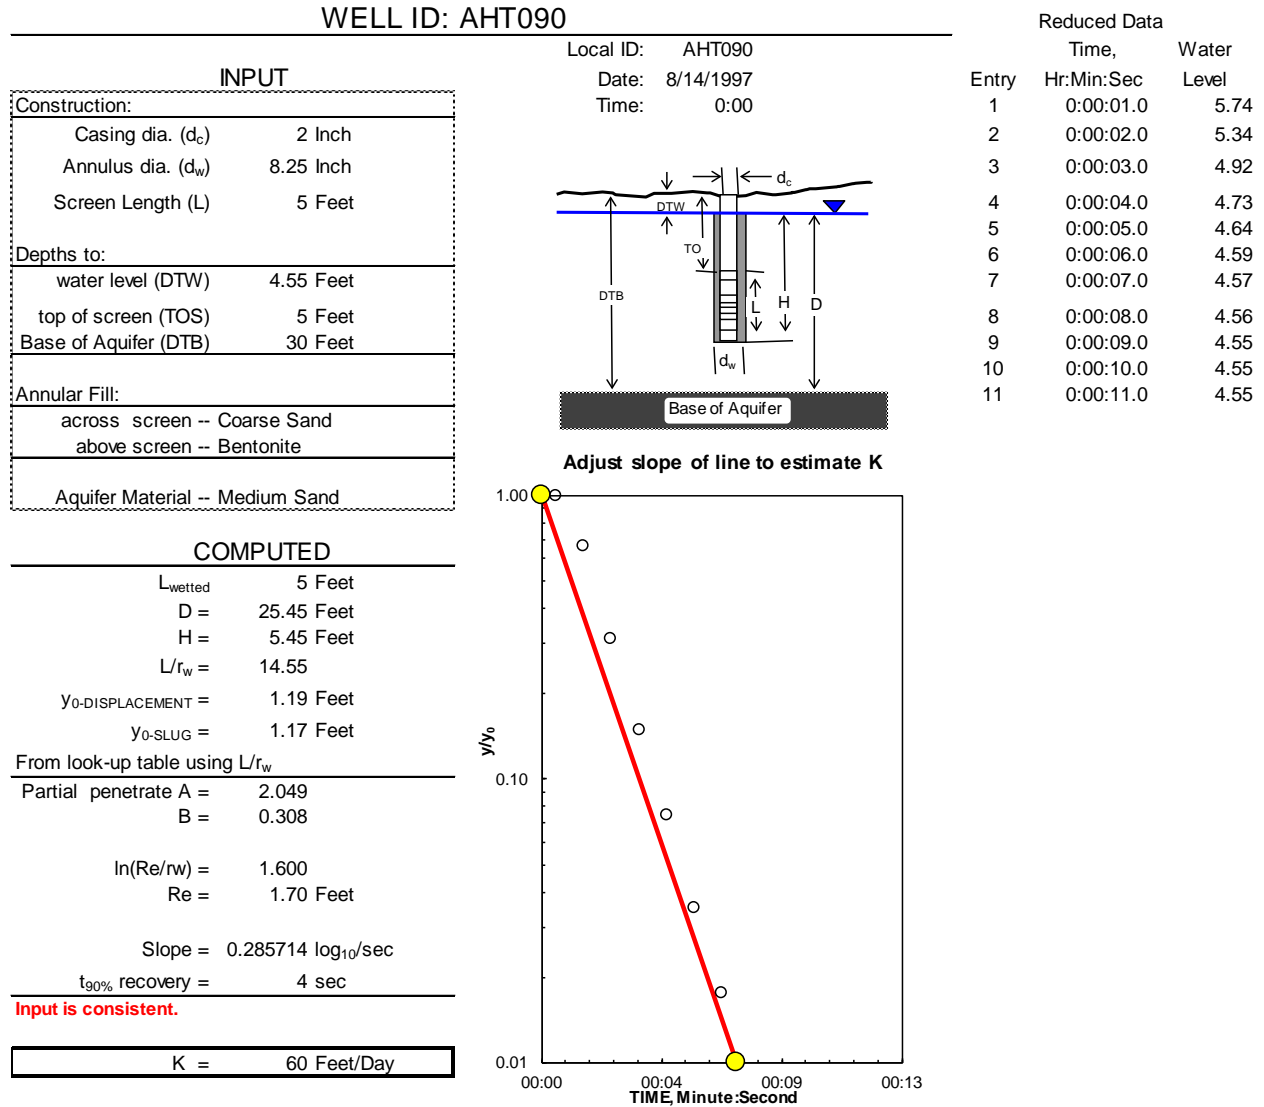 WELL ID: AHT090
INPUT
Construction:
Casing dia. (dc) 2 Inch
Annulus dia. (dw) 8.25 Inch
Screen Length (L) 5 Feet
Depths to:
water level (DTW) 4.55 Feet
top of screen (TOS) 5 Feet
Base of Aquifer (DTB) 30 Feet
Annular Fill:
across screen -- Coarse Sand
above screen -- Bentonite
Aquifer Material -- Medium Sand
COMPUTED
Lwetted 5 Feet
D = 25.45 Feet
H = 5.45 Feet
L/rw = 14.55
y0-DISPLACEMENT = 1.19 Feet
y0-SLUG = 1.17 Feet
From look-up table using L/rw
Partial penetrate A = 2.049
B = 0.308
ln(Re/rw) = 1.600
Re = 1.70 Feet
Slope = 0.285714 log10/sec
t90% recovery = 4 sec
Input is consistent.
K = 60 Feet/Day
Local ID: AHT090
Date: 8/14/1997
Time: 0:00
dc
DTW
TO
DTB
L
H
D
dw
Base of Aquifer
Adjust slope of line to estimate K
1.00
0.10
0.01
y/y0
00:00 00:04 00:09 00:13
TIME, Minute:Second
Reduced Data
Time, Water
Entry Hr:Min:Sec Level
1 0:00:01.0 5.74
2 0:00:02.0 5.34
3 0:00:03.0 4.92
4 0:00:04.0 4.73
5 0:00:05.0 4.64
6 0:00:06.0 4.59
7 0:00:07.0 4.57
8 0:00:08.0 4.56
9 0:00:09.0 4.55
10 0:00:10.0 4.55
11 0:00:11.0 4.55